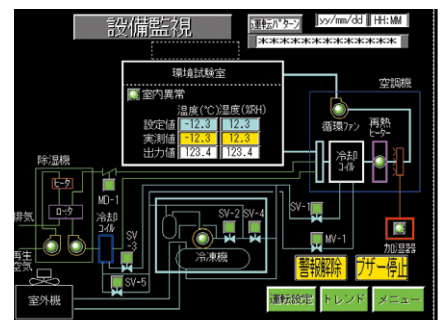 設備監視
運転パターン yy/mm/dd HH:MM
****************
環境試験室
室内異常
温度(℃) 湿度(%RH)
設定値 -12.3 12.3
実測値 -12.3 12.3
出力値 123.4 123.4
空調機
循環ファン
再熱
ヒーター
冷却
コイル
加湿器
除湿機
ヒータ
ロータ
MD-1
冷却
コイル
排気
再生
空気
SV
-3
SV-5
室外機
SV-2 SV-4
冷凍機
SV-1
MV-1
警報解除 ブザー停止
運転設定 トレンド メニュー